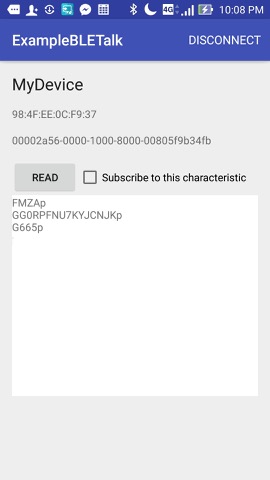 4G
10:08 PM
ExampleBLETalk
DISCONNECT
MyDevice
98:4F:EE:0C:F9:37
00002a56-0000-1000-8000-00805f9b34fb
READ
Subscribe to this characteristic
FMZAp
GG0RPFNU7KYJCNJKp
G665p